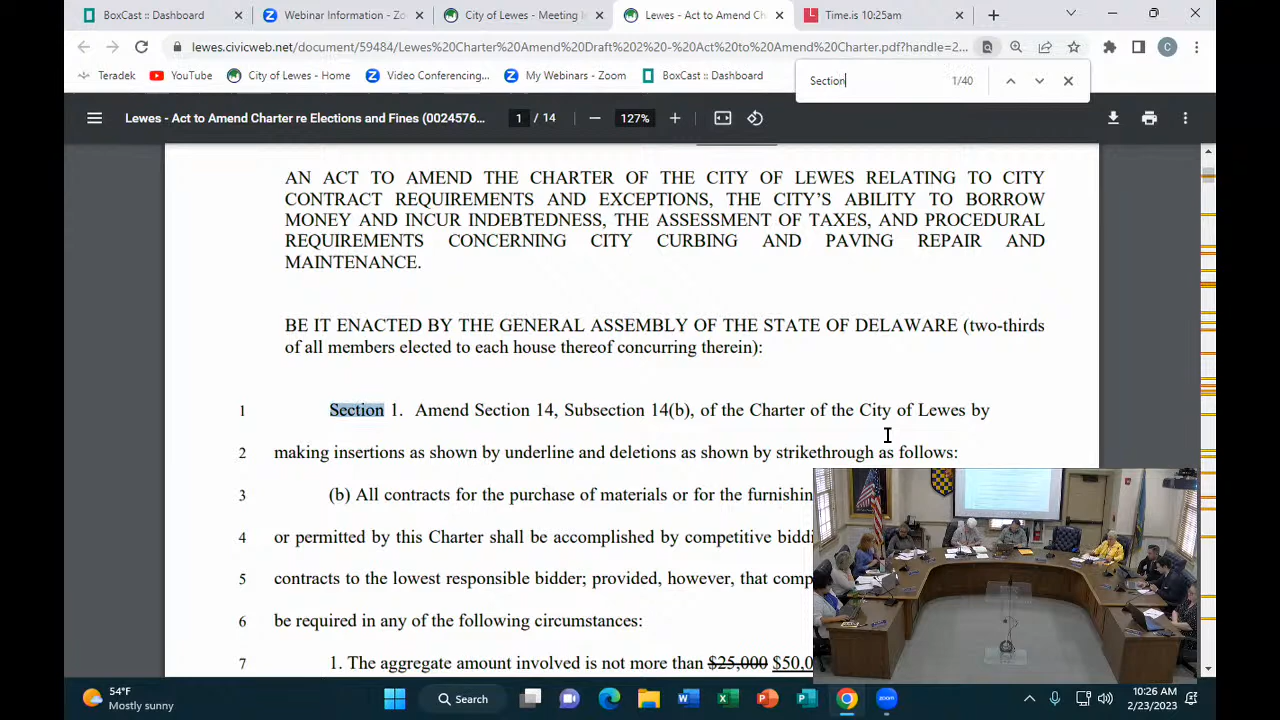 BoxCast :: Dashboard
Webinar Information - Zo
City of Lewes - Meeting
Lewes - Act to Amend Ch
Time.is 10:25am
lewes.civicweb.net/document/59484/Lewes%20Charter%20Amend%20Draft%202%20-%20Act%20to%20Amend%20Charter.pdf?handle=2...
C
Teradek
YouTube
City of Lewes - Home
Video Conferencing...
My Webinars - Zoom
BoxCast :: Dashboard
Section
1/40
Lewes - Act to Amend Charter re Elections and Fines (0024576...
1 / 14
127%
AN ACT TO AMEND THE CHARTER OF THE CITY OF LEWES RELATING TO CITY
CONTRACT REQUIREMENTS AND EXCEPTIONS, THE CITY'S ABILITY TO BORROW
MONEY AND INCUR INDEBTEDNESS, THE ASSESSMENT OF TAXES, AND PROCEDURAL
REQUIREMENTS CONCERNING CITY CURBING AND PAVING REPAIR AND
MAINTENANCE.
BE IT ENACTED BY THE GENERAL ASSEMBLY OF THE STATE OF DELAWARE (two-thirds
of all members elected to each house thereof concurring therein):
1 Section 1. Amend Section 14, Subsection 14(b), of the Charter of the City of Lewes by
2 making insertions as shown by underline and deletions as shown by strikethrough as follows:
3 (b) All contracts for the purchase of materials or for the furnishin
4 or permitted by this Charter shall be accomplished by competitive biddi
5 contracts to the lowest responsible bidder; provided, however, that comp
6 be required in any of the following circumstances:
7 1. The aggregate amount involved is not more than $25,000 $50,0
54°F
Mostly sunny
Search
zoom
10:26 AM
2/23/2023